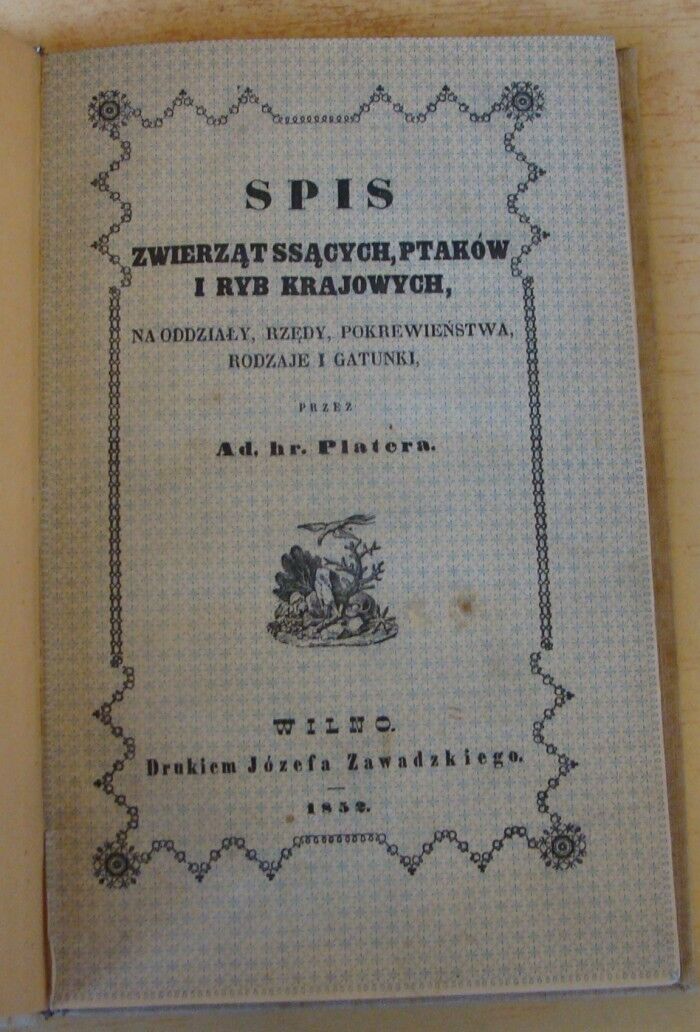 SPIS
ZWIERZĄT SSĄCYCH, PTAKÓW
I RYB KRAJOWYCH,
NA ODDZIAŁY, RZĘDY, POKREWIEŃSTWA,
RODZAJE I GATUNKI,
PRZEZ
Ad. hr. Platera.
WILNO.
Drukiem Józefa Zawadzkiego.
1852.